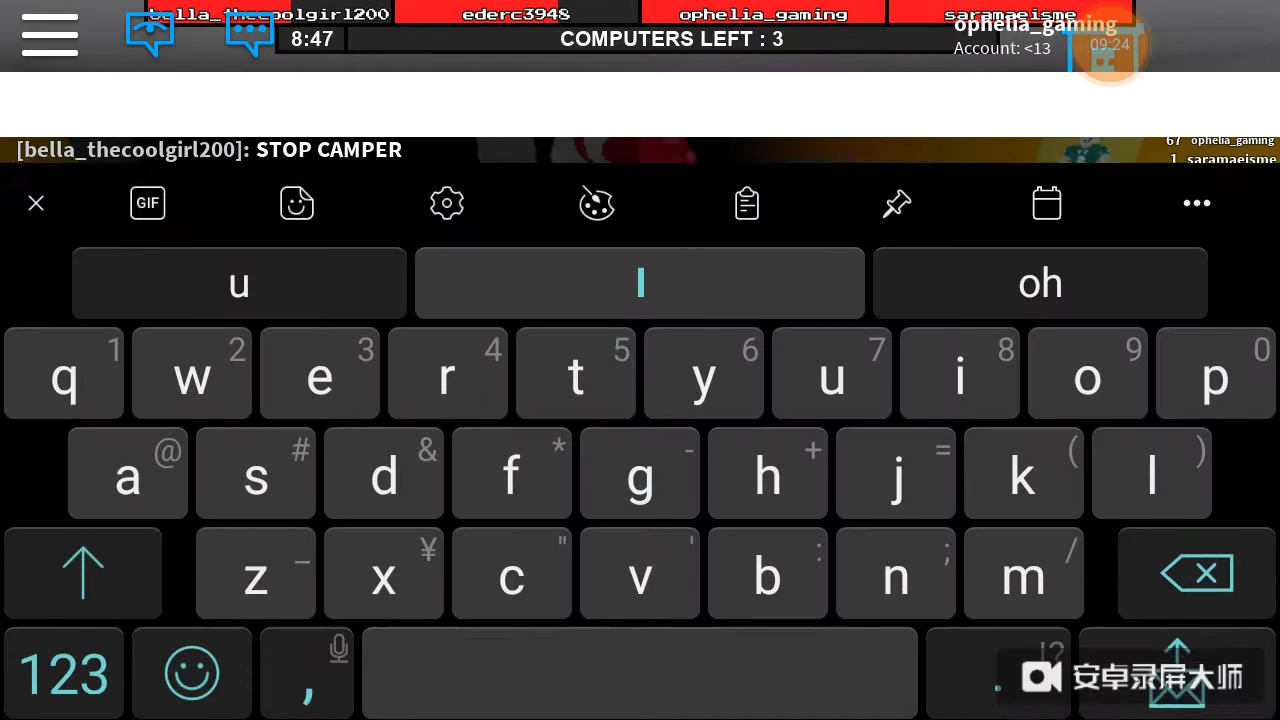 bella_thecoolgirl200 ederc3948 ophelia_gaming saramaeisme
8:47 COMPUTERS LEFT : 3
ophelia_gaming
Account: <13
09:24
[bella_thecoolgirl200]: STOP CAMPER
67 ophelia_gaming
1 saramaeisme
GIF
u I oh
1 2 3 4 5 6 7 8 9 0
q w e r t y u i o p
@ # & * - + = ( )
a s d f g h j k l
_ ¥ " ' : ; /
z x c v b n m
123 , . !?
安卓录屏大师